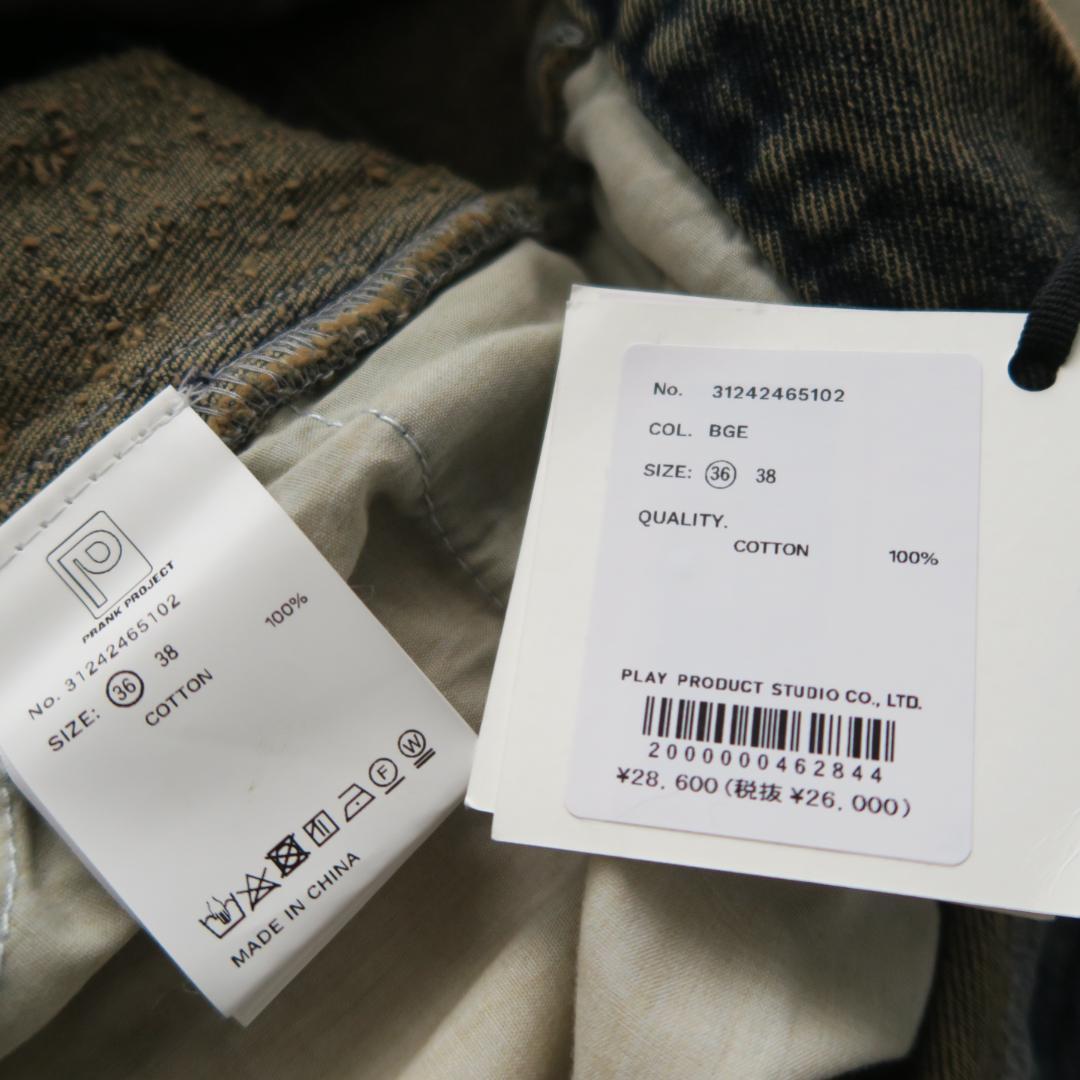 PRANK PROJECT
No. 31242465102
SIZE: 36 38
COTTON 100%
F W
MADE IN CHINA
No. 31242465102
COL. BGE
SIZE: 36 38
QUALITY.
COTTON 100%
PLAY PRODUCT STUDIO CO., LTD.
2000000462844
¥28, 600 (税抜 ¥26, 000)